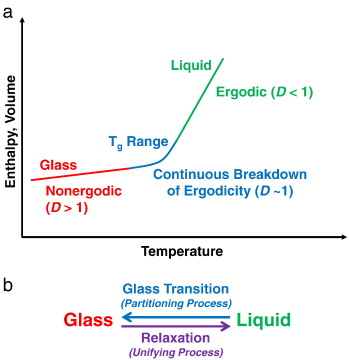 a
Enthalpy, Volume
Liquid
Ergodic (D < 1)
Tg Range
Glass
Nonergodic
(D > 1)
Continuous Breakdown
of Ergodicity (D ~1)
Temperature
b
Glass Transition
(Partitioning Process)
Glass
Liquid
Relaxation
(Unifying Process)